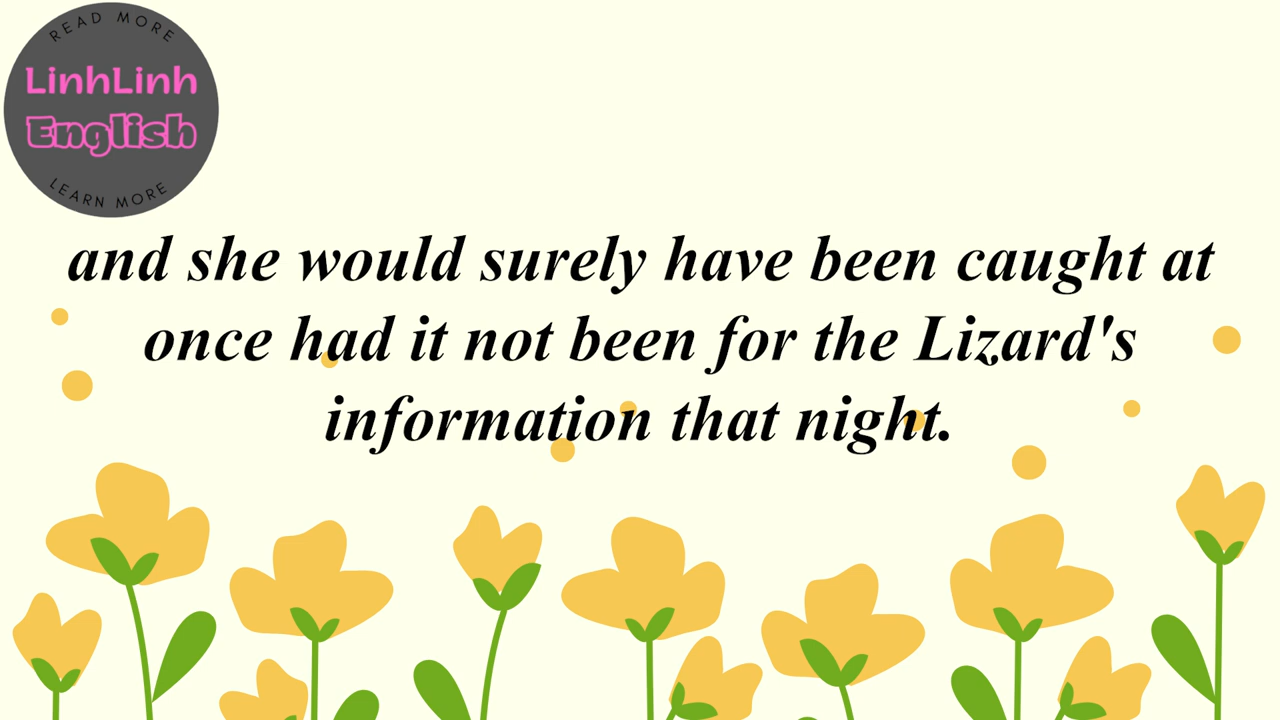 READ MORE
LinhLinh
English
LEARN MORE
and she would surely have been caught at
once had it not been for the Lizard's
information that night.